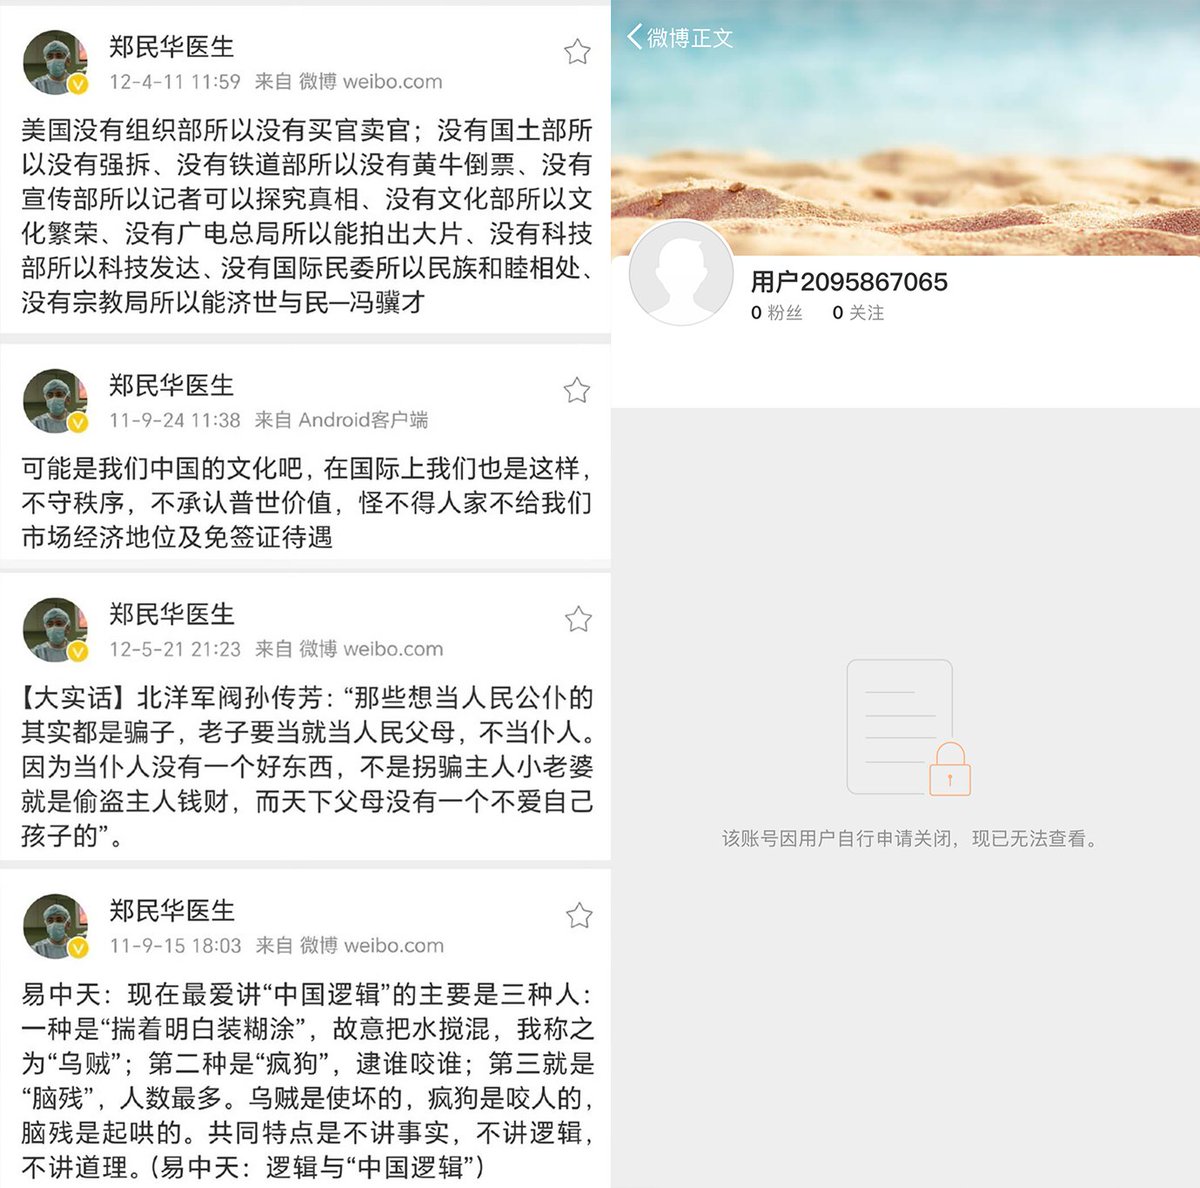 郑民华医生
12-4-11 11:59 来自 微博 weibo.com
美国没有组织部所以没有买官卖官；没有国土部所
以没有强拆、没有铁道部所以没有黄牛倒票、没有
宣传部所以记者可以探究真相、没有文化部所以文
化繁荣、没有广电总局所以能拍出大片、没有科技
部所以科技发达、没有国际民委所以民族和睦相处、
没有宗教局所以能济世与民—冯骥才
郑民华医生
11-9-24 11:38 来自 Android客户端
可能是我们中国的文化吧，在国际上我们也是这样，
不守秩序，不承认普世价值，怪不得人家不给我们
市场经济地位及免签证待遇
郑民华医生
12-5-21 21:23 来自 微博 weibo.com
【大实话】北洋军阀孙传芳：“那些想当人民公仆的
其实都是骗子，老子要当就当人民父母，不当仆人。
因为当仆人没有一个好东西，不是拐骗主人小老婆
就是偷盗主人钱财，而天下父母没有一个不爱自己
孩子的”。
郑民华医生
11-9-15 18:03 来自 微博 weibo.com
易中天：现在最爱讲“中国逻辑”的主要是三种人：
一种是“揣着明白装糊涂”，故意把水搅混，我称之
为“乌贼”；第二种是“疯狗”，逮谁咬谁；第三就是
“脑残”，人数最多。乌贼是使坏的，疯狗是咬人的，
脑残是起哄的。共同特点是不讲事实，不讲逻辑，
不讲道理。（易中天：逻辑与“中国逻辑”）
微博正文
用户2095867065
0 粉丝 0 关注
该账号因用户自行申请关闭，现已无法查看。